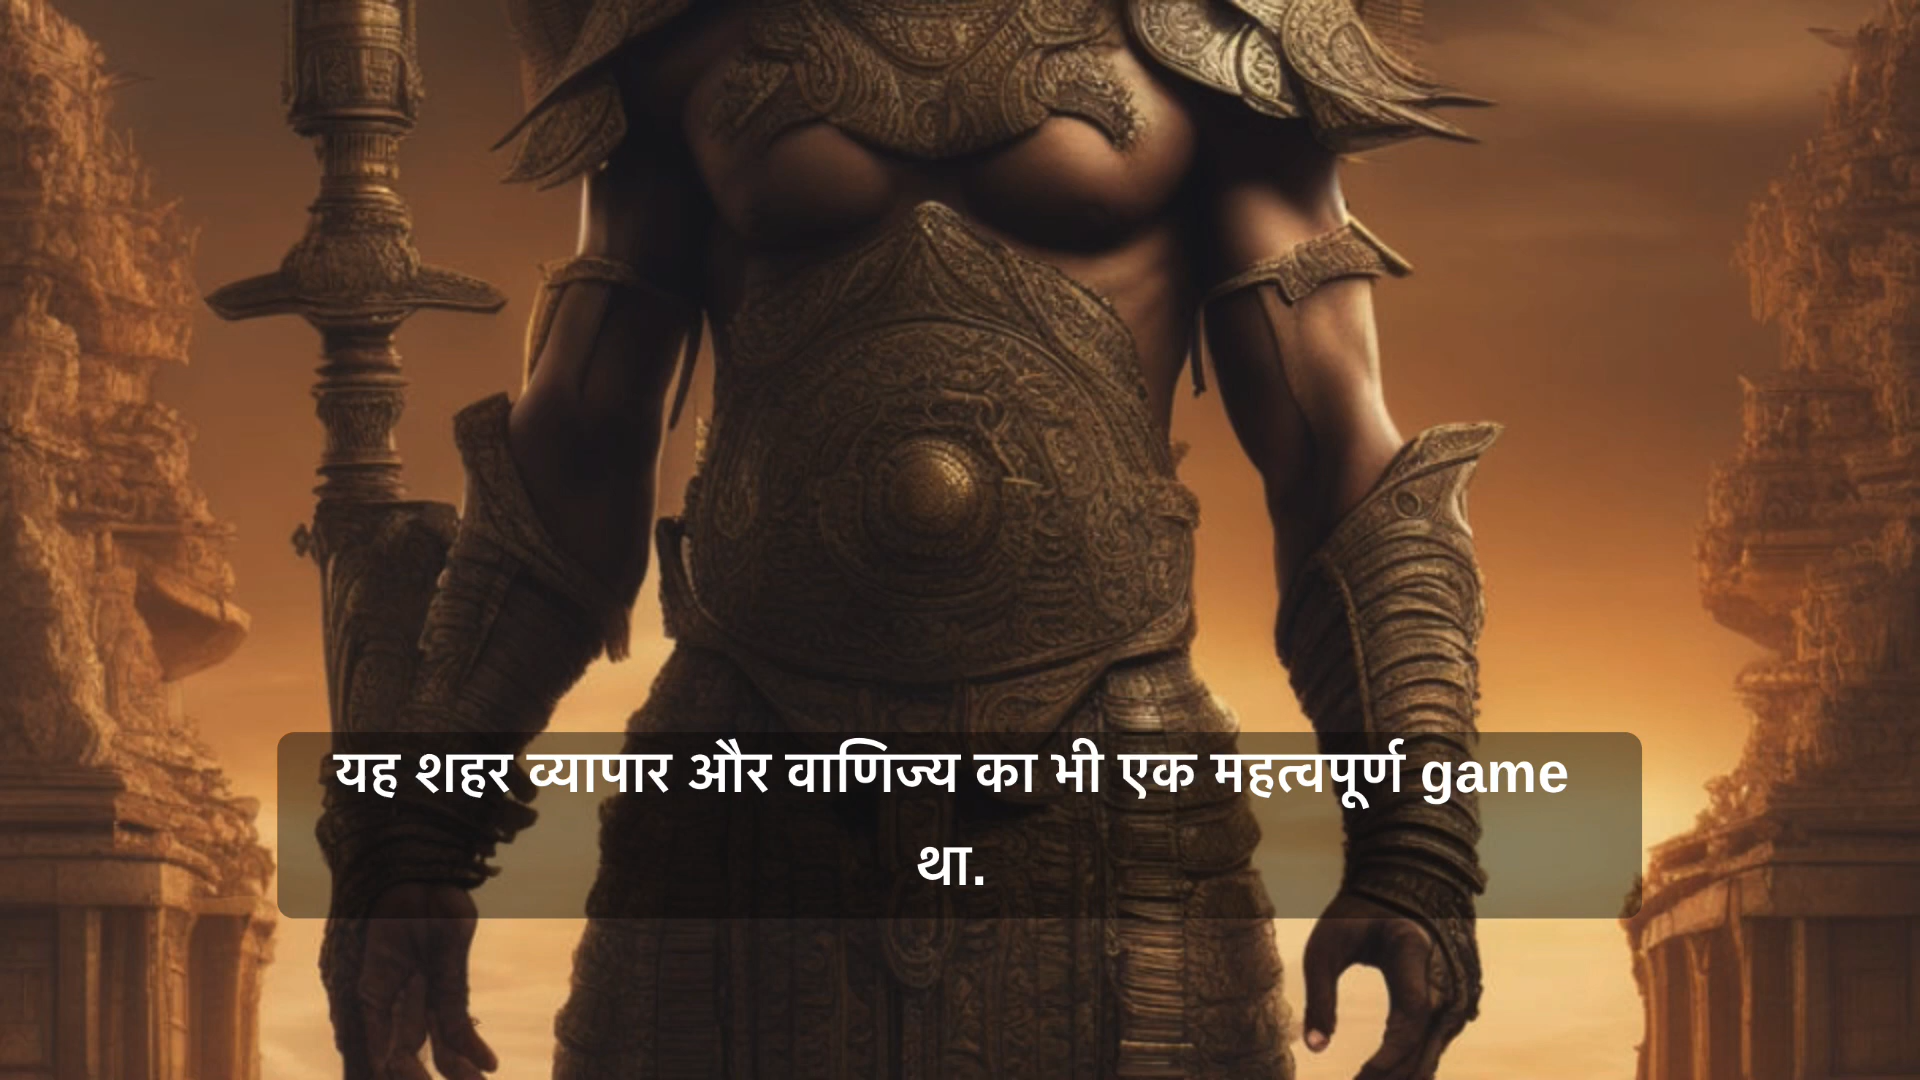 यह शहर व्यापार और वाणिज्य का भी एक महत्वपूर्ण game
था.